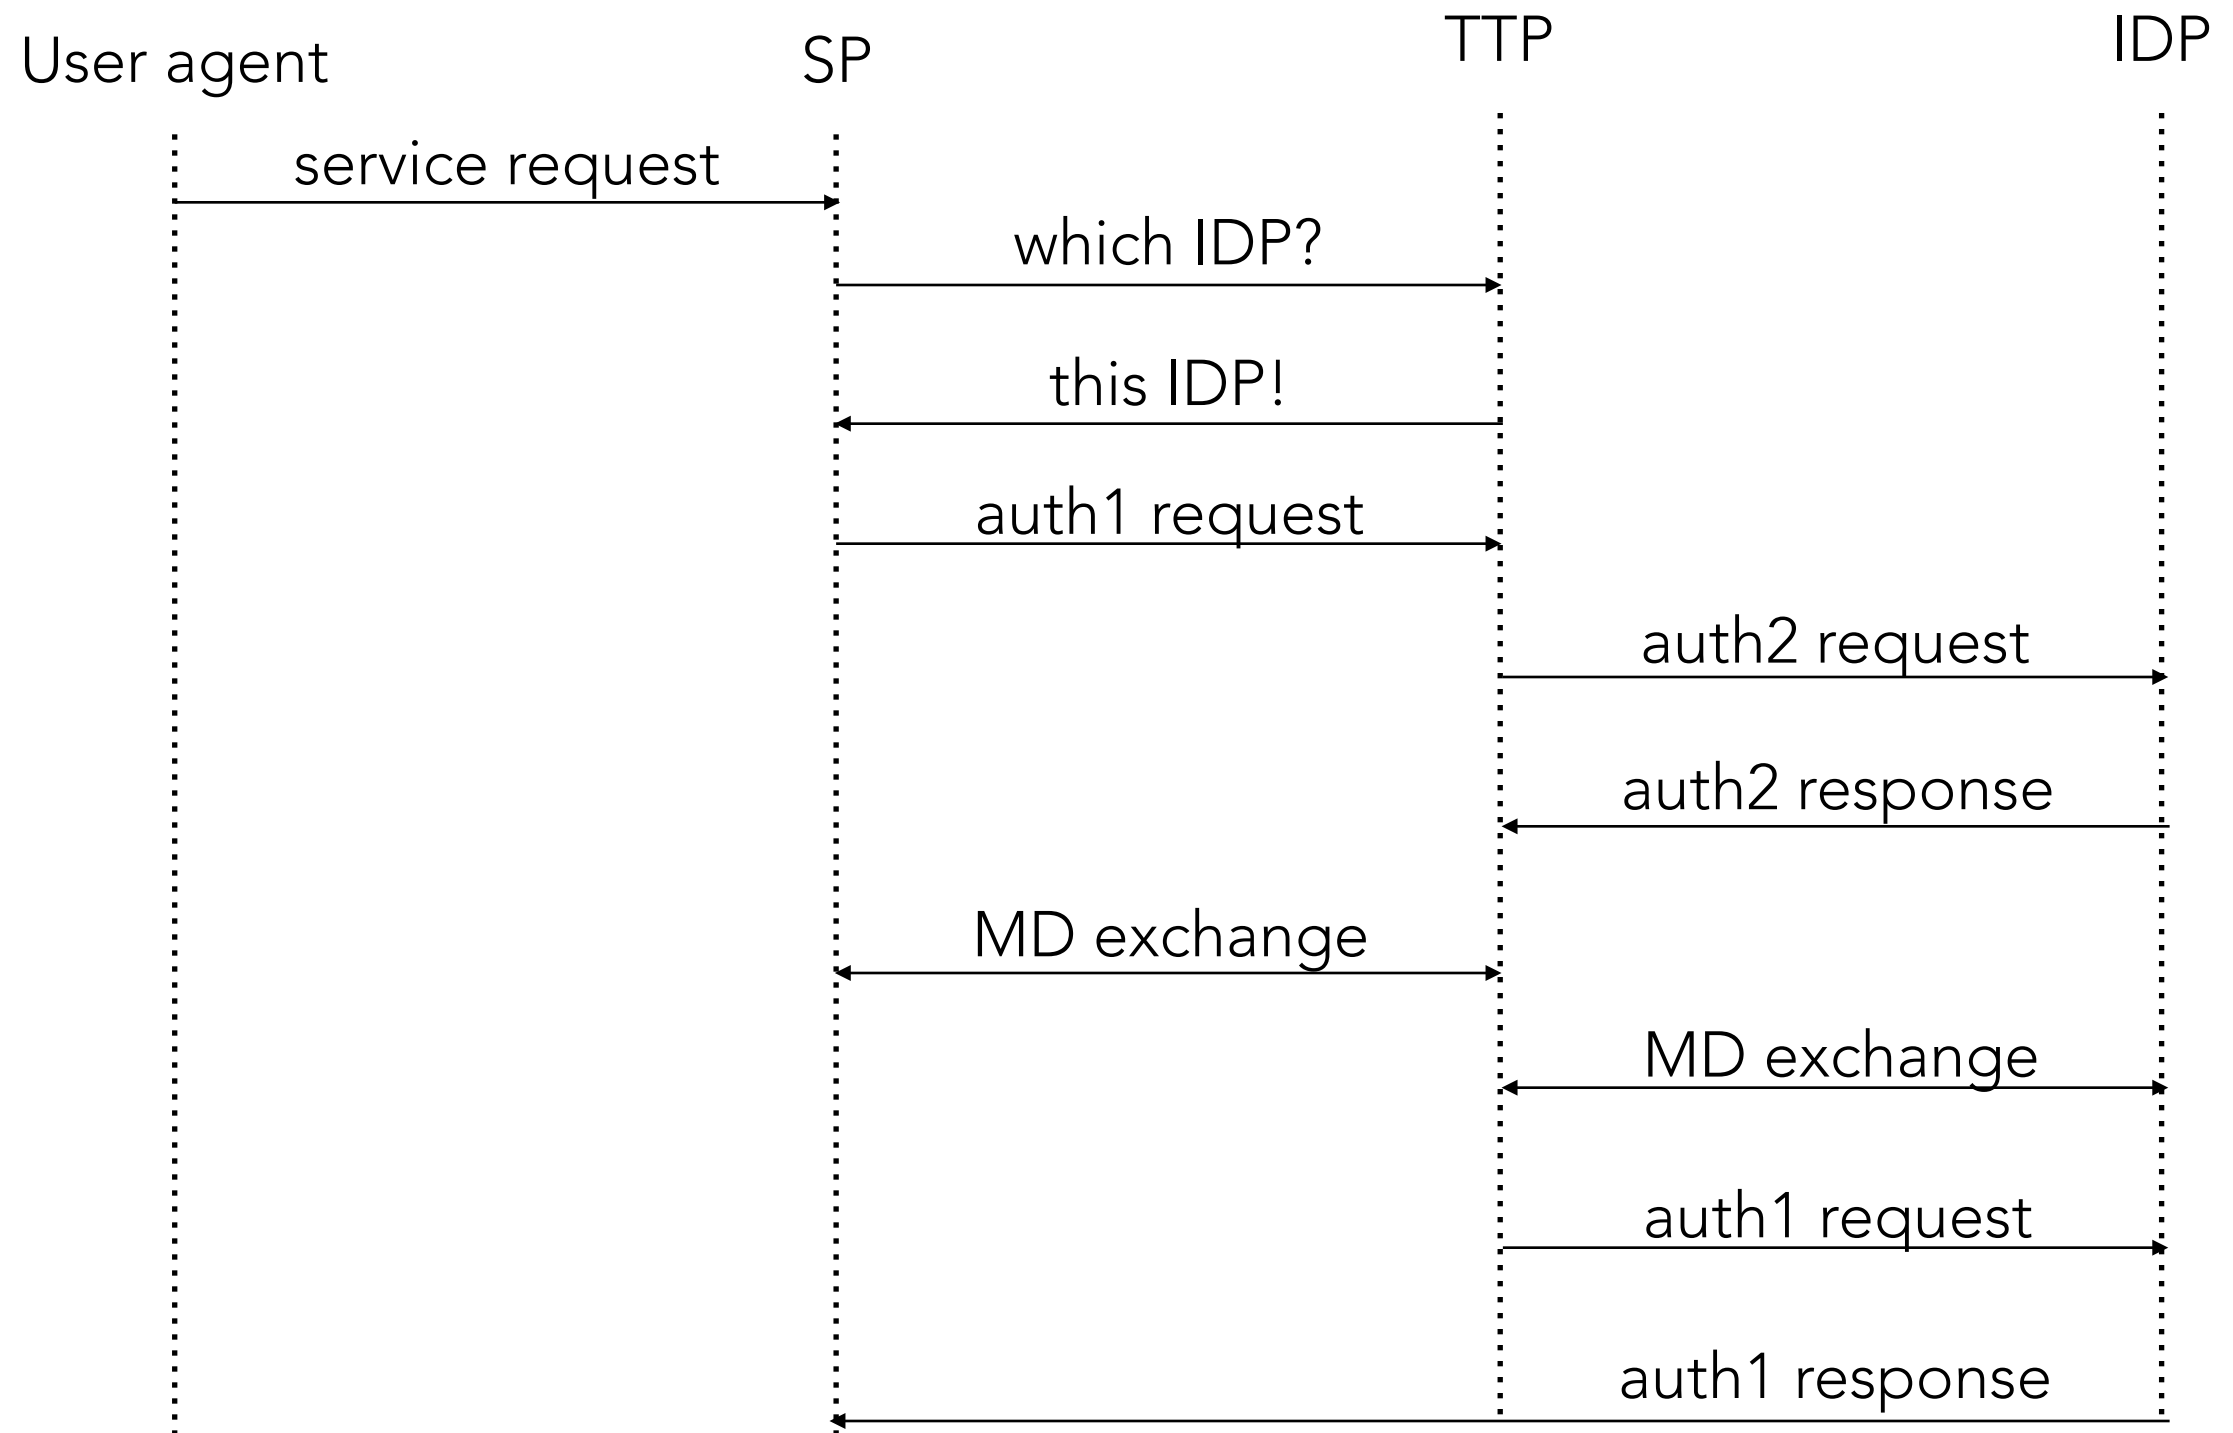 User agent
SP
TTP
IDP
service request
which IDP?
this IDP!
auth1 request
auth2 request
auth2 response
MD exchange
MD exchange
auth1 request
auth1 response